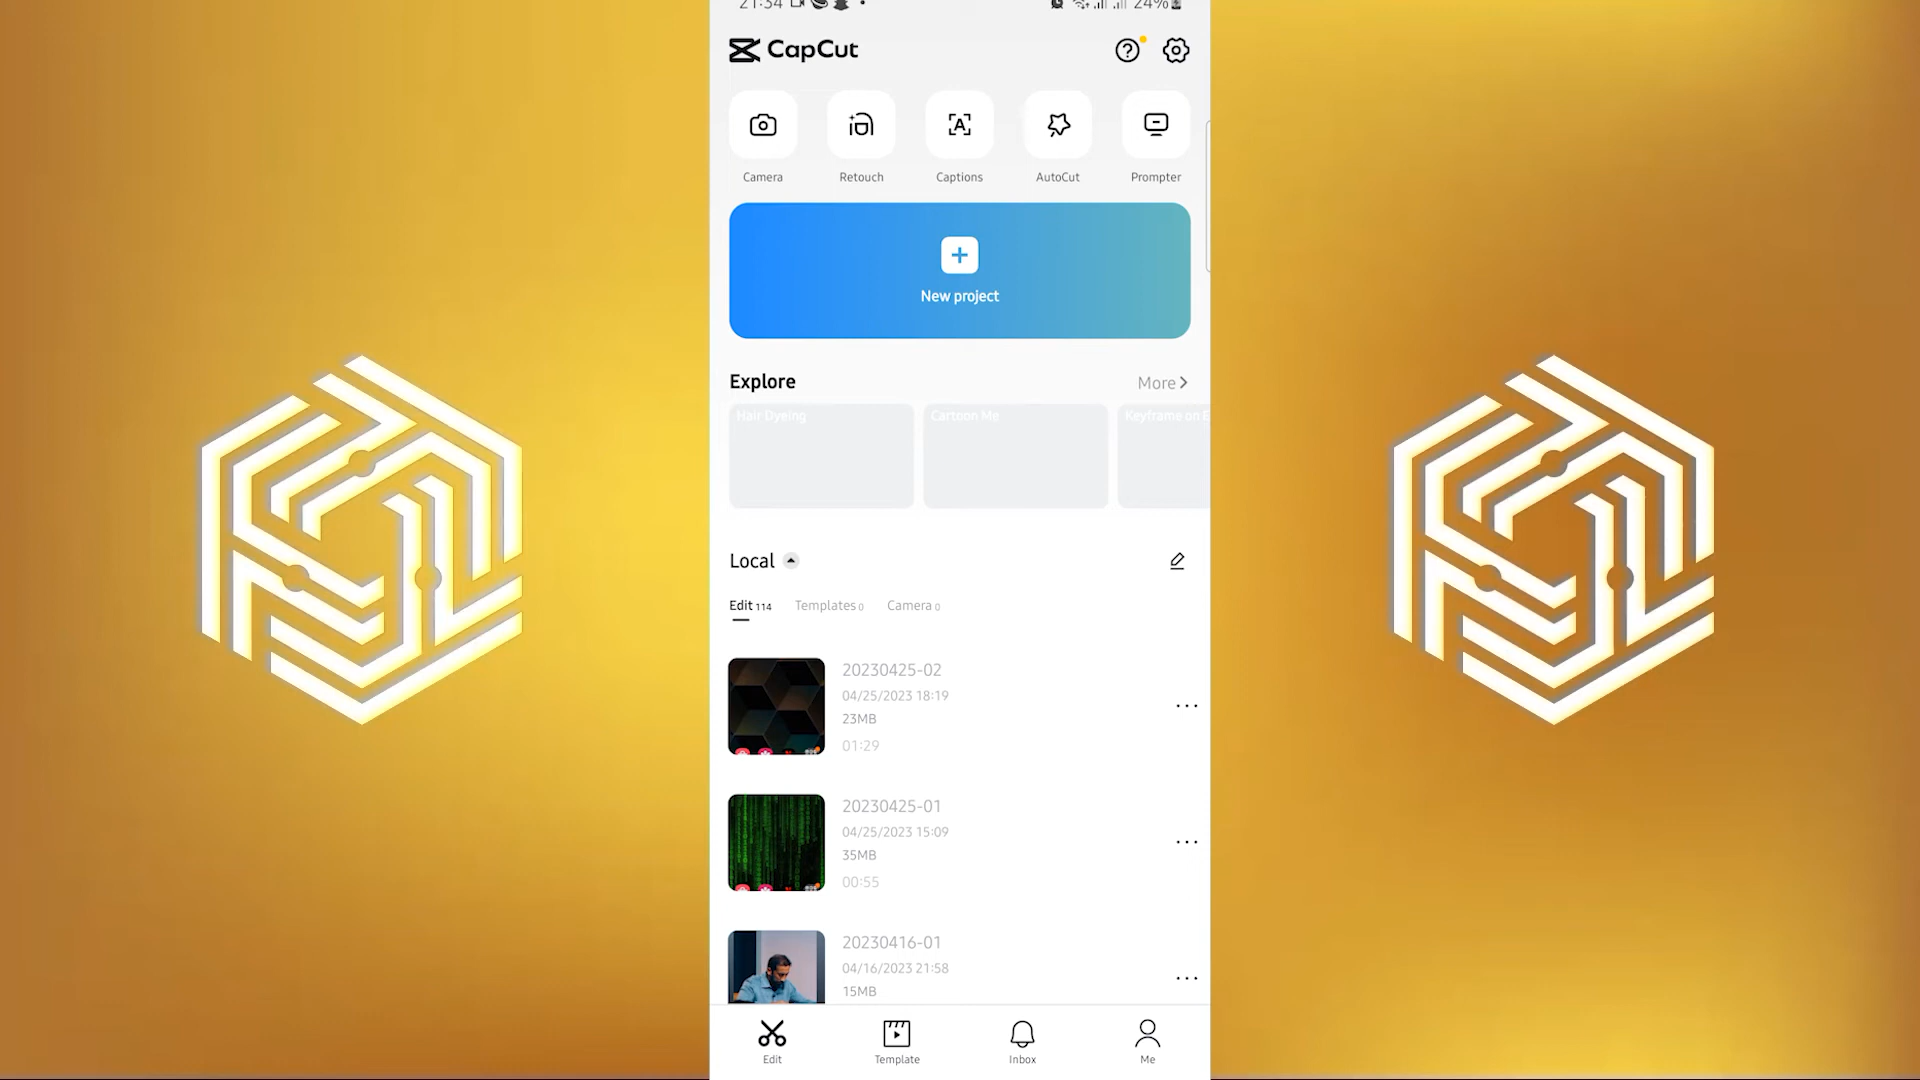 21:54
24%
CapCut
Camera
Retouch
Captions
AutoCut
Prompter
New project
Explore
More
Hair Dyeing
Cartoon Me
Keyframe on E
Local
Edit 114
Templates 0
Camera 0
20230425-02
04/25/2023 18:19
23MB
01:29
20230425-01
04/25/2023 15:09
35MB
00:55
20230416-01
04/16/2023 21:58
15MB
Edit
Template
Inbox
Me